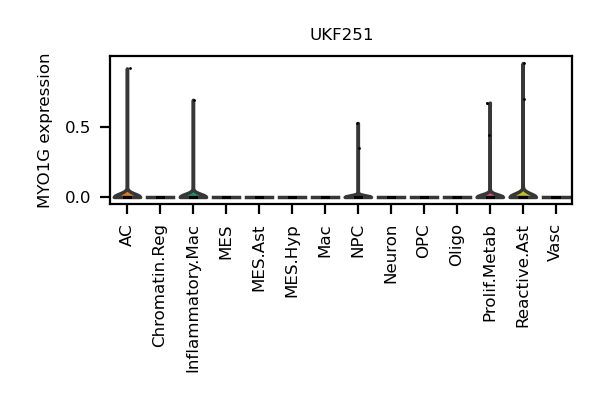 UKF251
MYO1G expression
0.5
0.0
AC
Chromatin.Reg
Inflammatory.Mac
MES
MES.Ast
MES.Hyp
Mac
NPC
Neuron
OPC
Oligo
Prolif.Metab
Reactive.Ast
Vasc